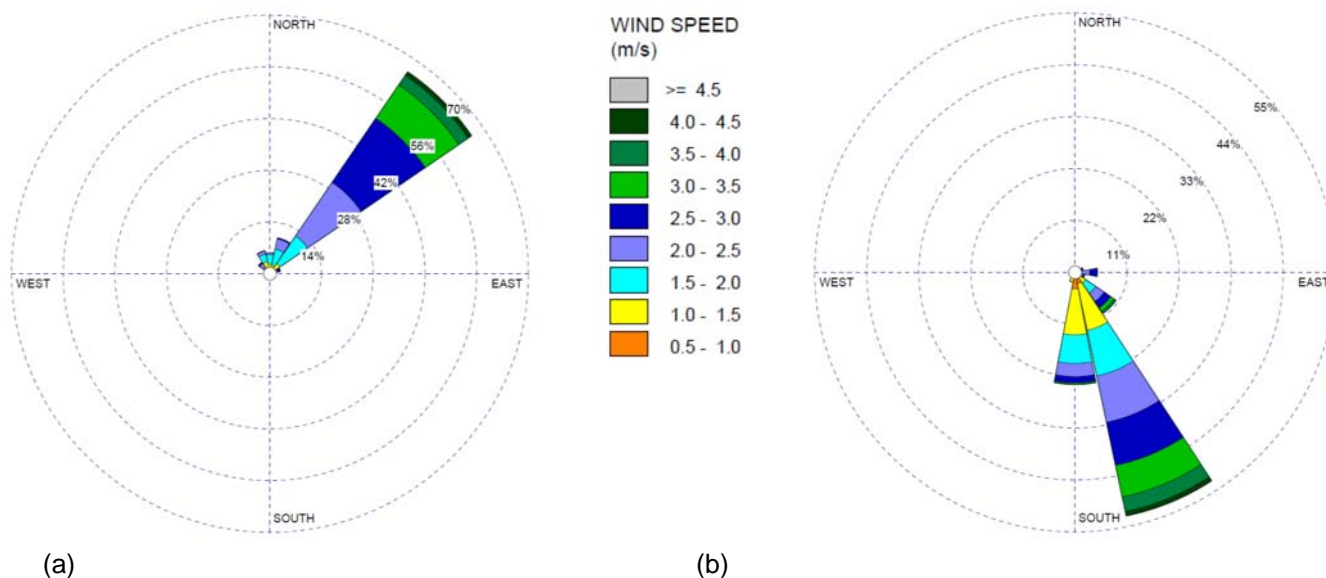 NORTH
70%
56%
42%
28%
14%
WEST
EAST
SOUTH
(a)
WIND SPEED
(m/s)
>= 4.5
4.0 - 4.5
3.5 - 4.0
3.0 - 3.5
2.5 - 3.0
2.0 - 2.5
1.5 - 2.0
1.0 - 1.5
0.5 - 1.0
NORTH
55%
44%
33%
22%
11%
WEST
EAST
SOUTH
(b)